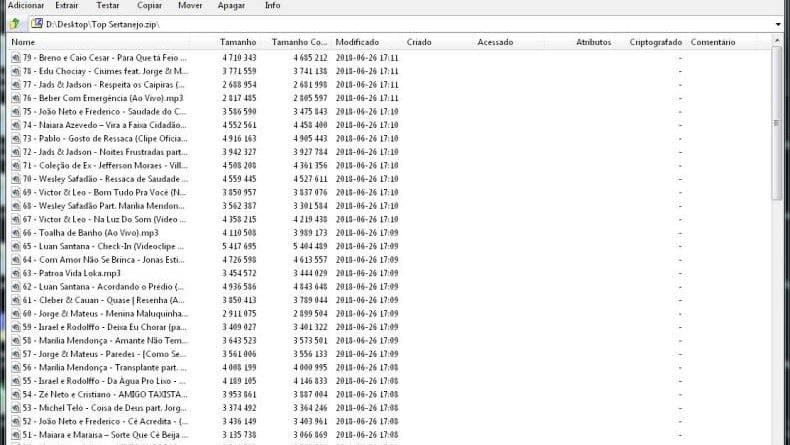 Adicionar Extrair Testar Copiar Mover Apagar Info
D:\Desktop\Top Sertanejo.zip\
Nome Tamanho Tamanho Co... Modificado Criado Acessado Atributos Criptografado Comentário
79 - Breno e Caio Cesar - Para Que tá Feio ... 4 710 343 4 685 212 2018-06-26 17:11 -
78 - Edu Chociay - Ciúmes feat. Jorge & M... 3 771 559 3 741 138 2018-06-26 17:11 -
77 - Jads & Jadson - Respeita os Caipiras (... 2 688 954 2 681 998 2018-06-26 17:11 -
76 - Beber Com Emergência (Ao Vivo).mp3 2 817 485 2 805 597 2018-06-26 17:11 -
75 - João Neto e Frederico - Saudade do C... 3 586 590 3 475 843 2018-06-26 17:10 -
74 - Naiara Azevedo – Vira a Faixa Cidadão... 4 552 561 4 458 400 2018-06-26 17:10 -
73 - Pablo - Gosto de Ressaca (Clipe Oficia... 4 916 163 4 905 443 2018-06-26 17:10 -
72 - Jads & Jadson - Noites Frustradas part... 3 942 327 3 927 784 2018-06-26 17:10 -
71 - Coleção de Ex - Jefferson Moraes - Vill... 4 508 208 4 361 356 2018-06-26 17:10 -
70 - Wesley Safadão - Ressaca de Saudade ... 4 559 445 4 527 611 2018-06-26 17:10 -
69 - Victor & Leo - Bom Tudo Pra Você (N... 3 850 957 3 837 076 2018-06-26 17:10 -
68 - Wesley Safadão Part. Marilia Mendon... 3 562 387 3 301 584 2018-06-26 17:10 -
67 - Victor & Leo - Na Luz Do Som (Video ... 4 358 215 4 219 438 2018-06-26 17:10 -
66 - Toalha de Banho (Ao Vivo).mp3 4 110 508 3 989 173 2018-06-26 17:09 -
65 - Luan Santana - Check-In (Videoclipe ... 5 417 695 5 404 489 2018-06-26 17:09 -
64 - Com Amor Não Se Brinca - Jonas Esti... 4 726 598 4 613 557 2018-06-26 17:09 -
63 - Patroa Vida Loka.mp3 3 454 572 3 444 029 2018-06-26 17:09 -
62 - Luan Santana - Acordando o Prédio (... 4 936 586 4 843 648 2018-06-26 17:09 -
61 - Cleber & Cauan - Quase [ Resenha (A... 3 850 413 3 789 044 2018-06-26 17:09 -
60 - Jorge & Mateus - Menina Maluquinha... 2 911 075 2 899 504 2018-06-26 17:09 -
59 - Israel e Rodolffo - Deixa Eu Chorar (pa... 3 409 027 3 401 322 2018-06-26 17:09 -
58 - Marilia Mendonça - Amante Não Tem... 3 643 523 3 573 501 2018-06-26 17:09 -
57 - Jorge & Mateus - Paredes - [Como Se... 3 561 006 3 556 133 2018-06-26 17:09 -
56 - Marilia Mendonça - Transplante part. ... 4 008 199 4 000 995 2018-06-26 17:08 -
55 - Israel e Rodolffo - Da Água Pro Lixo - ... 4 189 105 4 146 833 2018-06-26 17:08 -
54 - Ze Neto e Cristiano - AMIGO TAXISTA... 3 953 861 3 887 004 2018-06-26 17:08 -
53 - Michel Teló - Coisa de Deus part. Jorg... 3 374 492 3 364 246 2018-06-26 17:08 -
52 - João Neto e Frederico - Cê Acredita - (... 3 436 149 3 403 961 2018-06-26 17:08 -
51 - Maiara e Maraisa – Sorte Que Cê Beija ... 3 135 738 3 066 869 2018-06-26 17:08 -